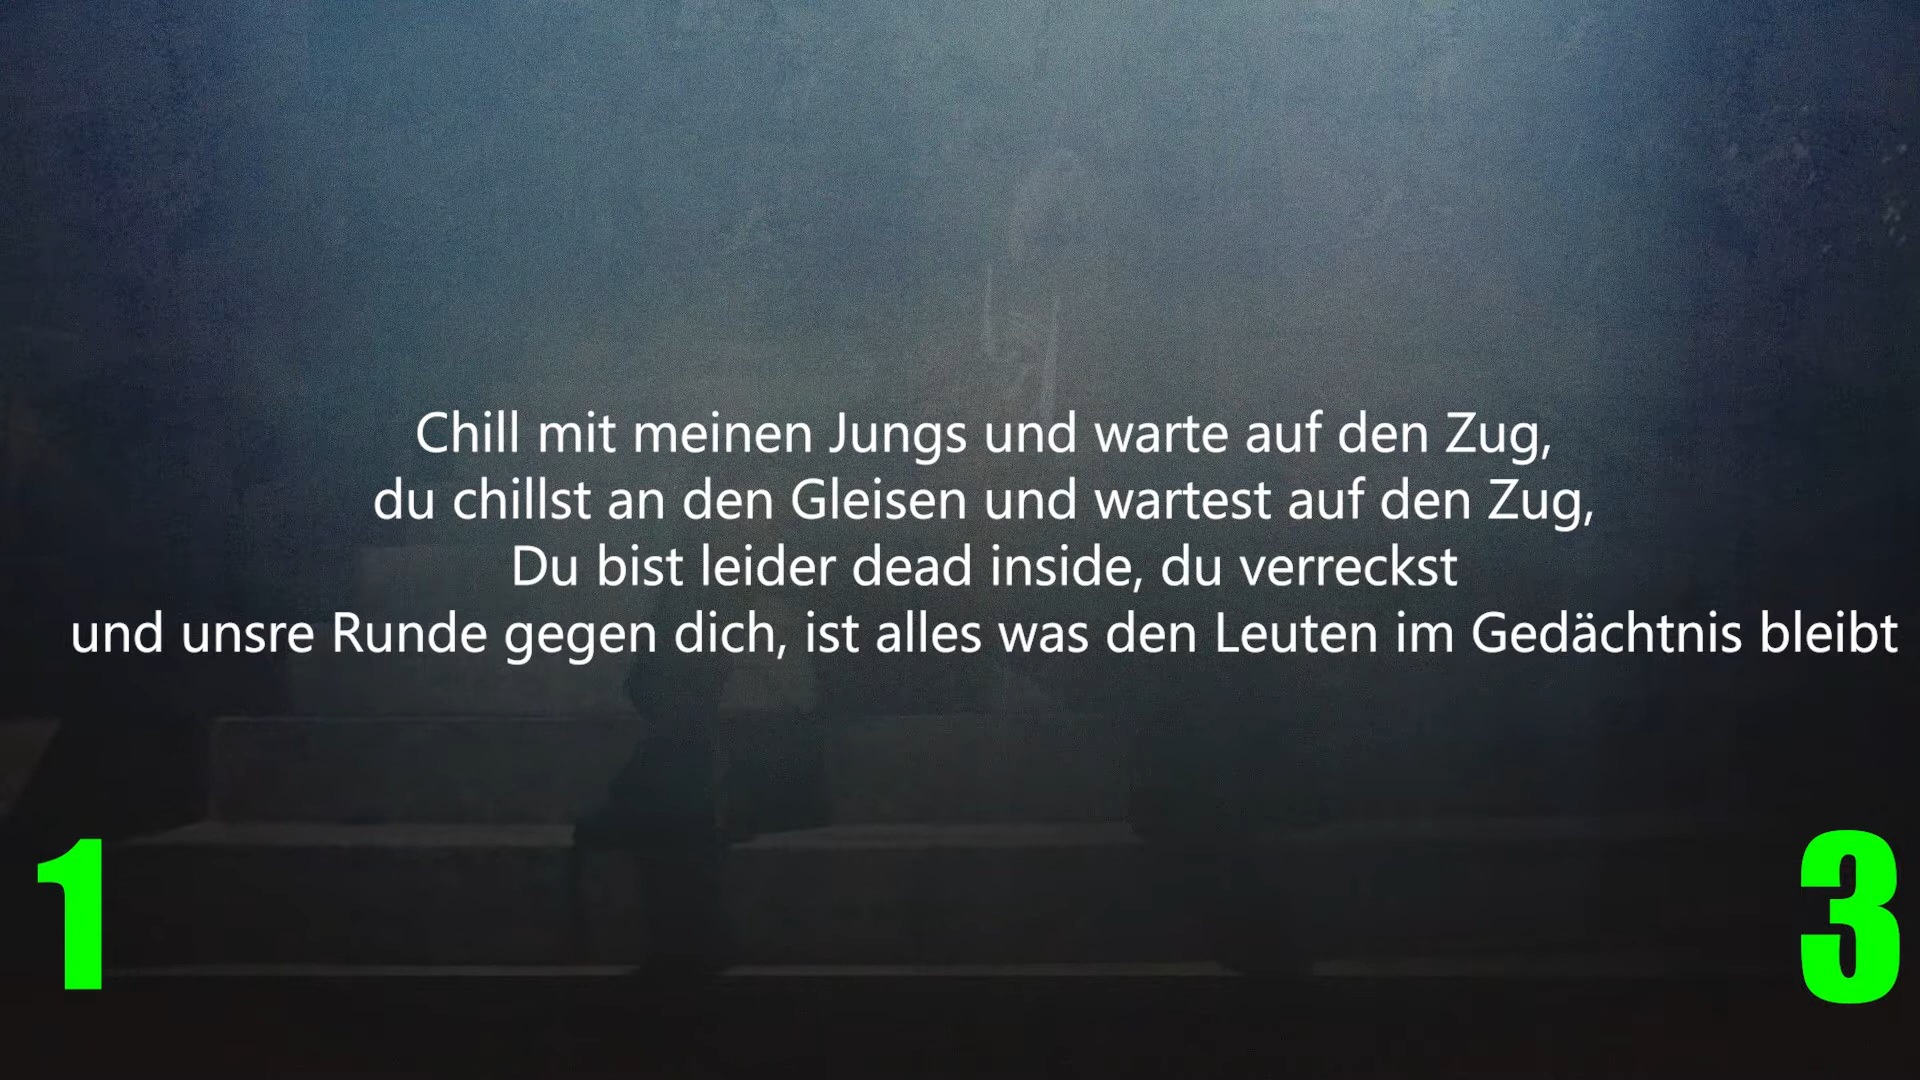 Chill mit meinen Jungs und warte auf den Zug,
du chillst an den Gleisen und wartest auf den Zug,
Du bist leider dead inside, du verreckst
und unsre Runde gegen dich, ist alles was den Leuten im Gedächtnis bleibt
1
3